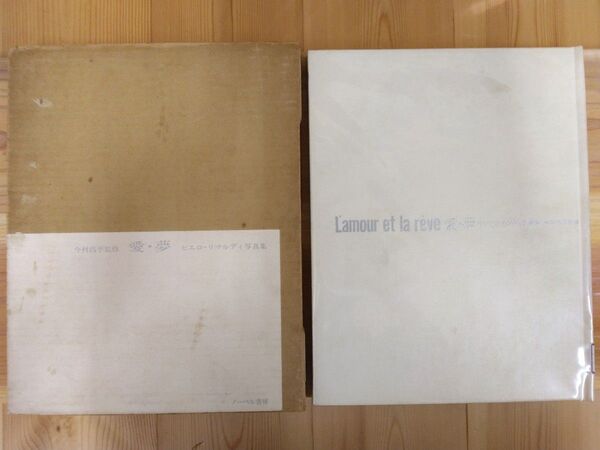 今村昌平監修 愛・夢 ピエロ・リナルディ写真集
ノーベル書房
L'amour et la rêve 愛・夢